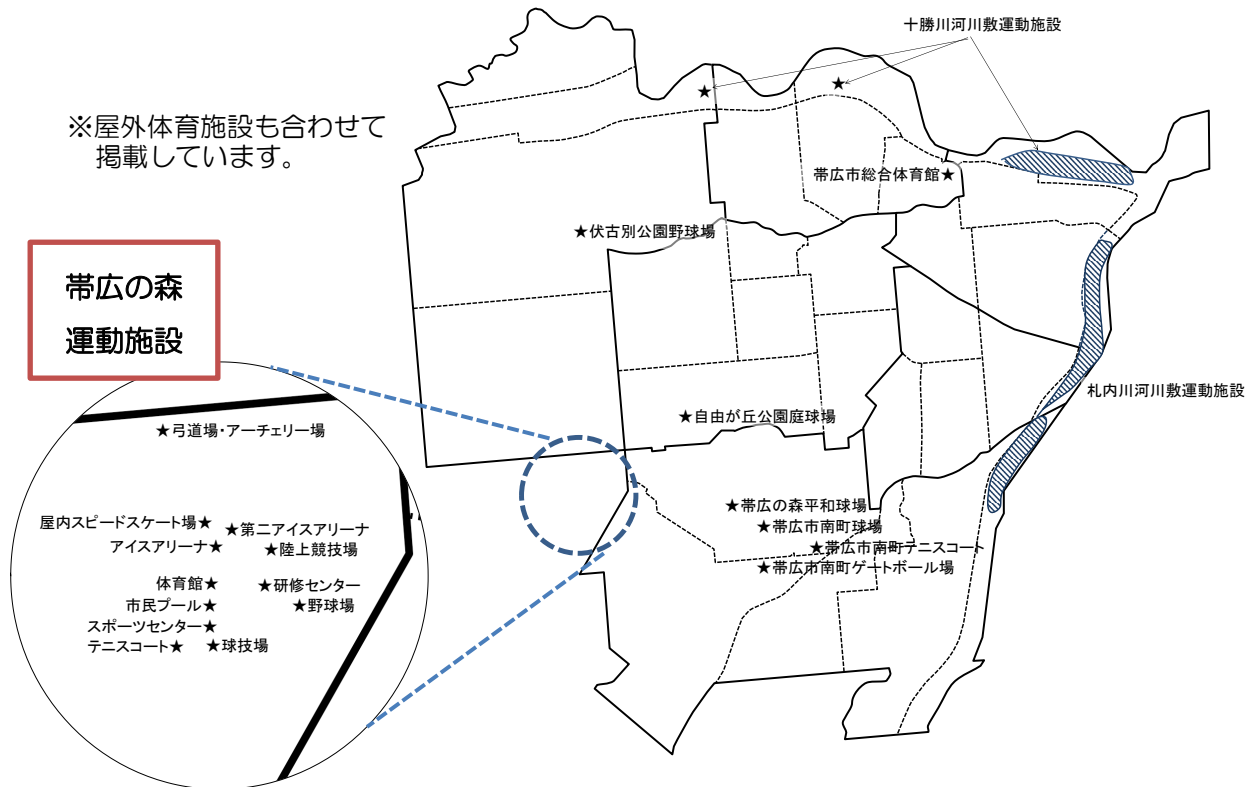 十勝川河川敷運動施設
※屋外体育施設も合わせて
掲載しています。
★
★
帯広市総合体育館★
★伏古別公園野球場
帯広の森
運動施設
札内川河川敷運動施設
★自由が丘公園庭球場
★弓道場・アーチェリー場
★帯広の森平和球場
★帯広市南町球場
★帯広市南町テニスコート
★帯広市南町ゲートボール場
屋内スピードスケート場★
★第二アイスアリーナ
アイスアリーナ★
★陸上競技場
体育館★
★研修センター
市民プール★
★野球場
スポーツセンター★
テニスコート★
★球技場